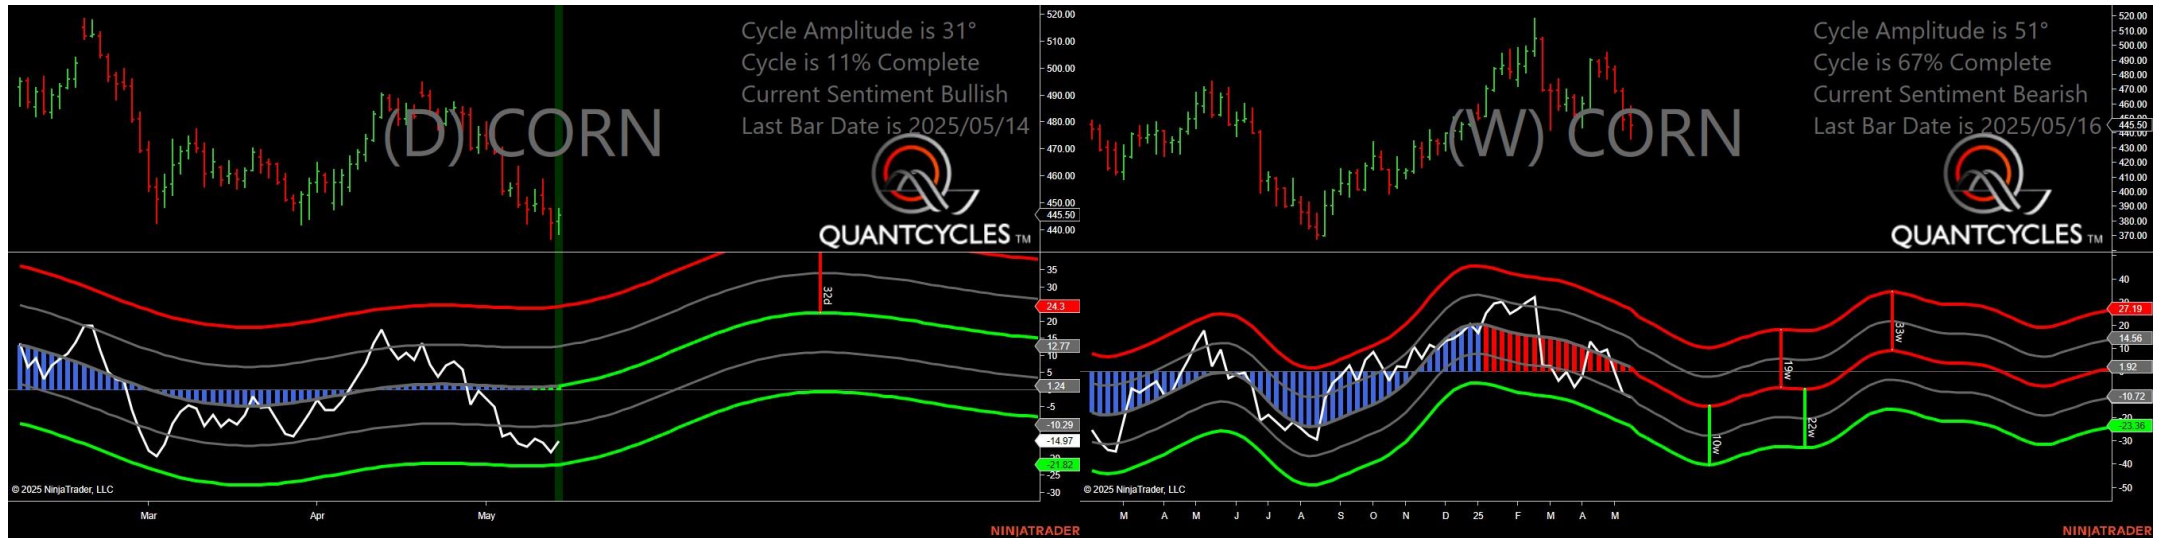 Cycle Amplitude is 31°
Cycle is 11% Complete
Current Sentiment Bullish
Last Bar Date is 2025/05/14
(D) CORN
QUANTCYCLES TM
520.00
510.00
500.00
490.00
480.00
470.00
460.00
450.00
445.50
440.00
32d
35
30
24.3
20
15
12.77
10
5
1.24
-5
-10.29
-14.97
-21.82
-25
-30
© 2025 NinjaTrader, LLC
Mar Apr May
NINJATRADER
Cycle Amplitude is 51°
Cycle is 67% Complete
Current Sentiment Bearish
Last Bar Date is 2025/05/16
(W) CORN
QUANTCYCLES TM
520.00
510.00
500.00
490.00
480.00
470.00
460.00
445.50
430.00
420.00
410.00
400.00
390.00
380.00
370.00
10w
19w
22w
33w
40
27.19
20
14.56
10
1.92
-10.72
-20
-23.36
-30
-40
-50
© 2025 NinjaTrader, LLC
M A M J J A S O N D 25 F M A M
NINJATRADER